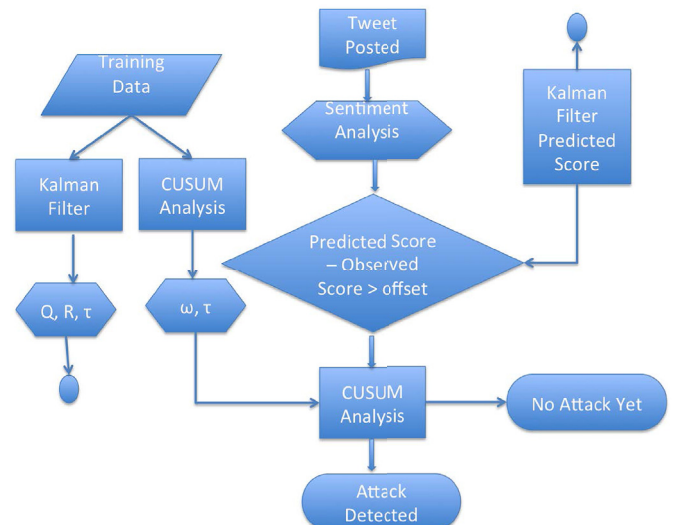 Tweet
Posted
Training
Data
Sentiment
Analysis
Kalman
Filter
Predicted
Score
Kalman
Filter
CUSUM
Analysis
Predicted Score
– Observed
Score > offset
Q, R, τ
ω, τ
CUSUM
Analysis
No Attack Yet
Attack
Detected